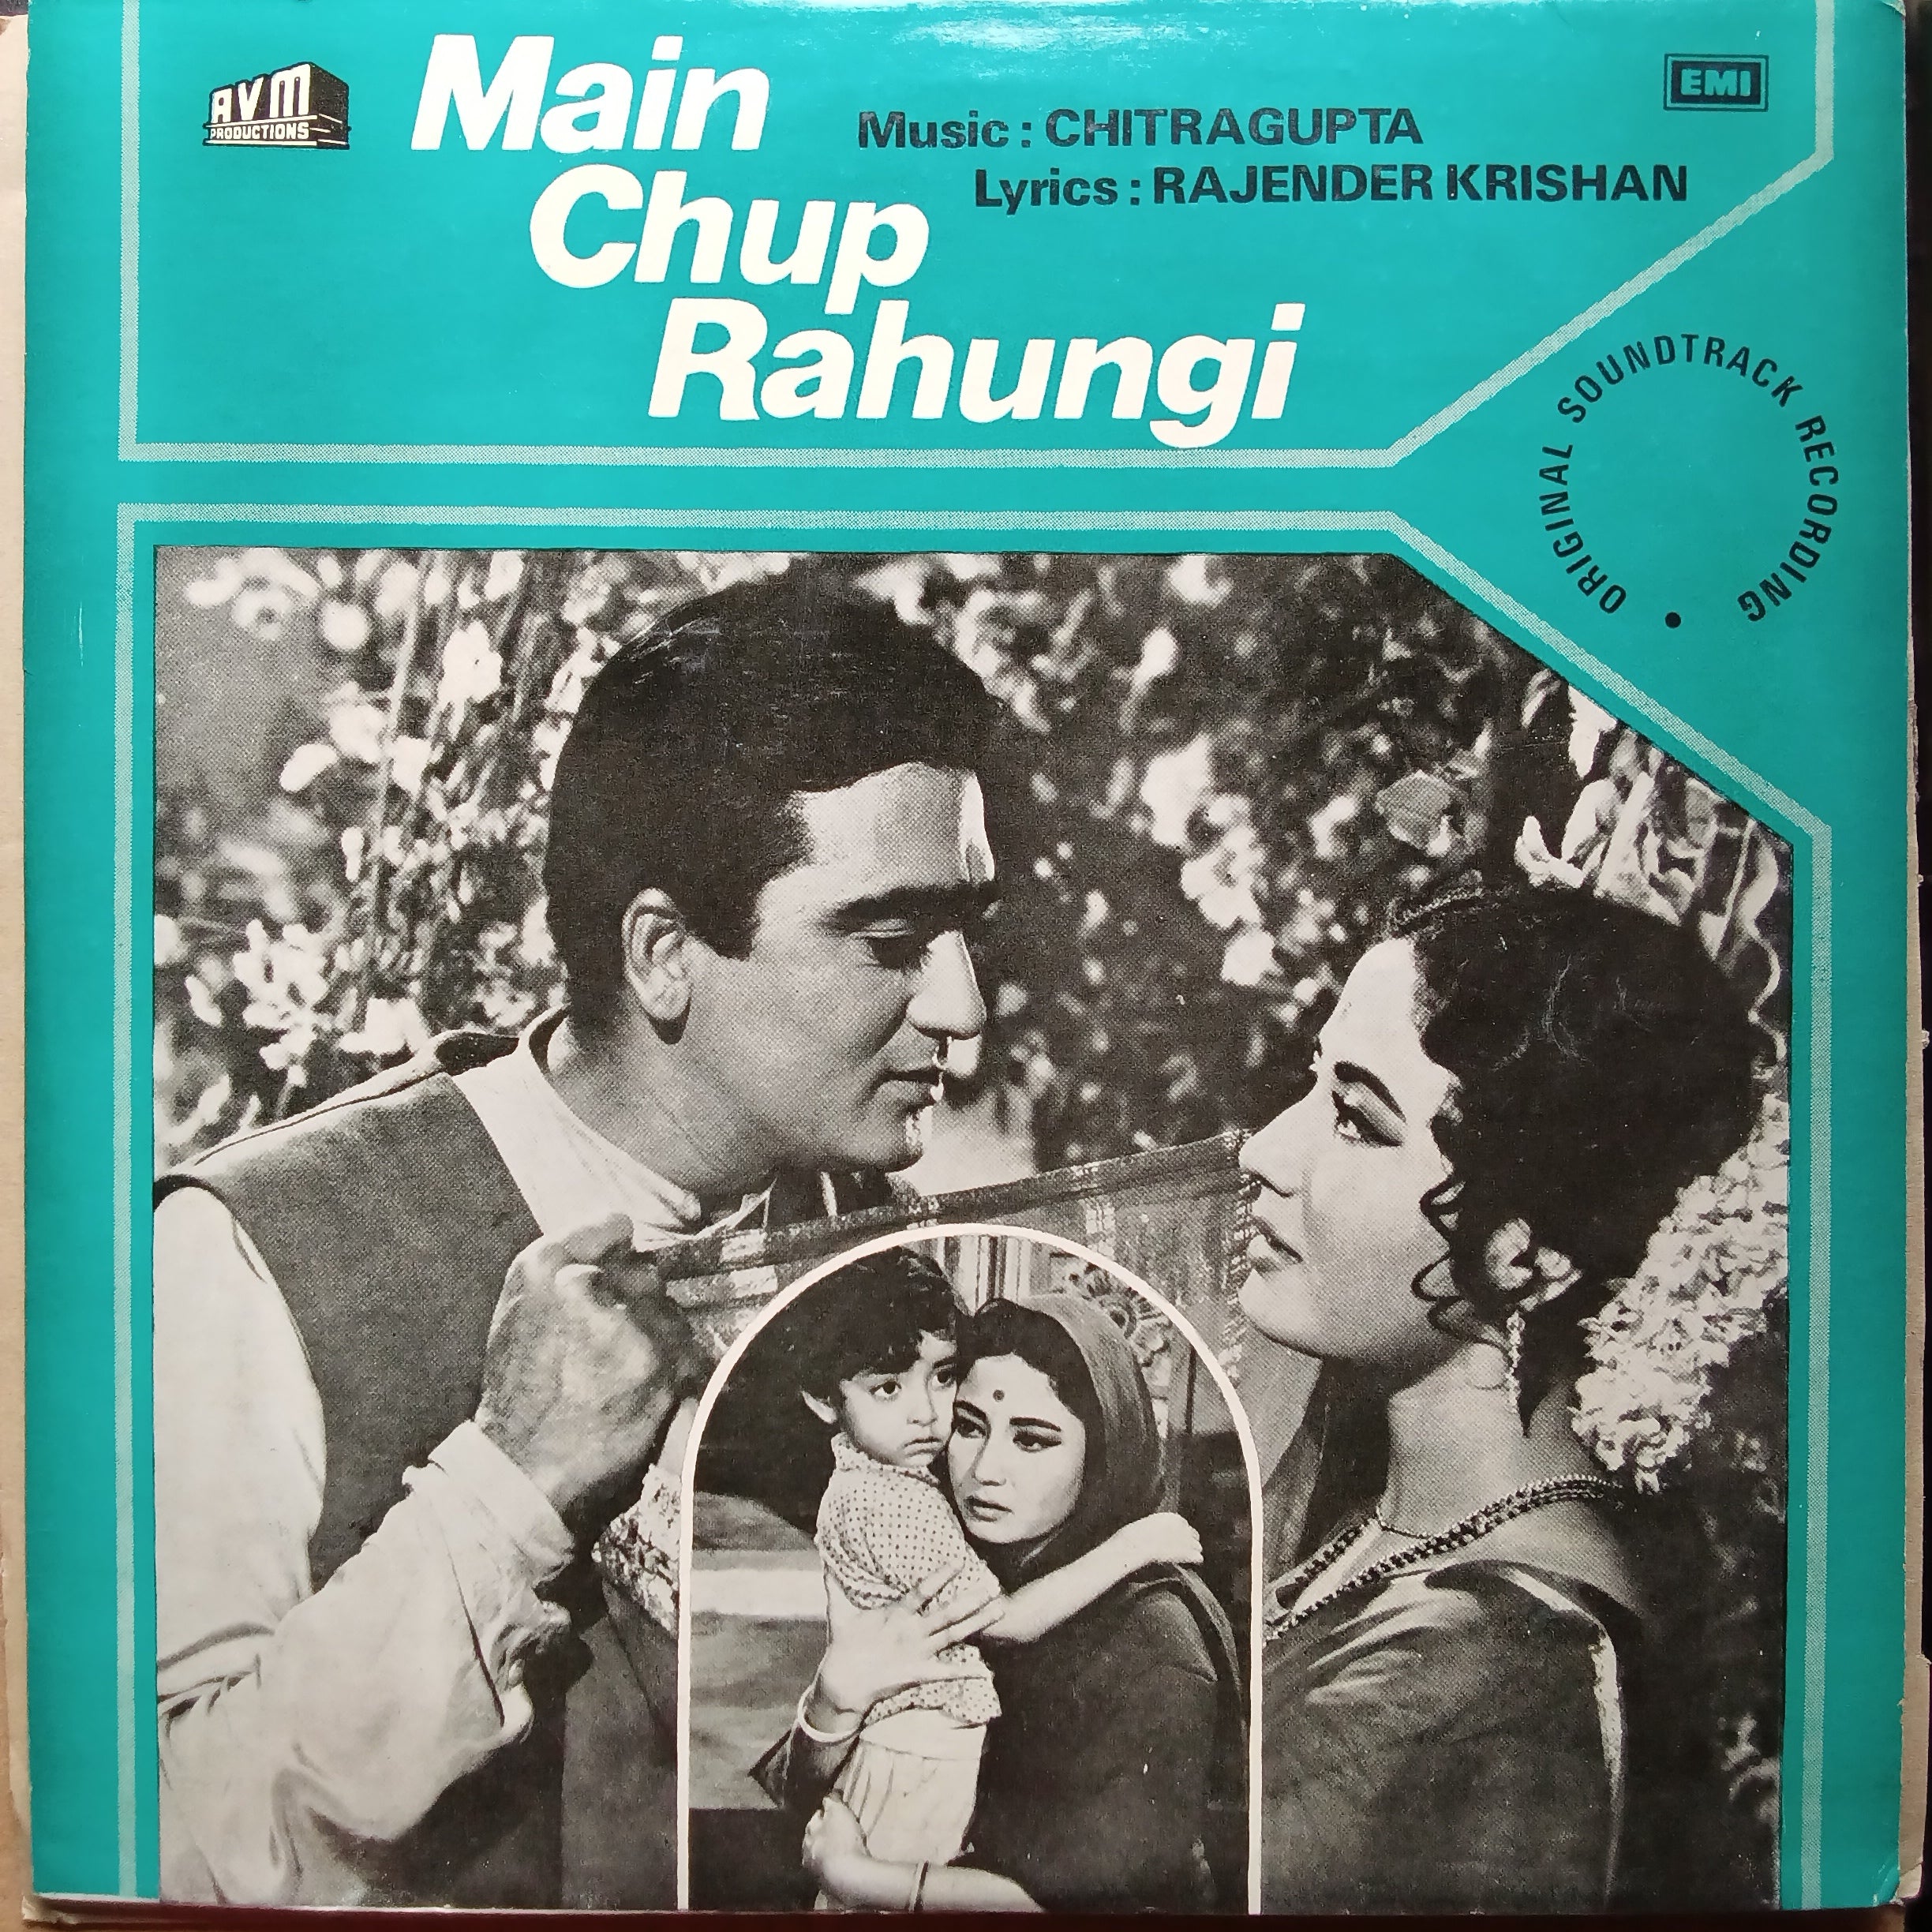 AVM
PRODUCTIONS
Main
Chup
Rahungi
Music : CHITRAGUPTA
Lyrics : RAJENDER KRISHAN
EMI
ORIGINAL SOUNDTRACK RECORDING •